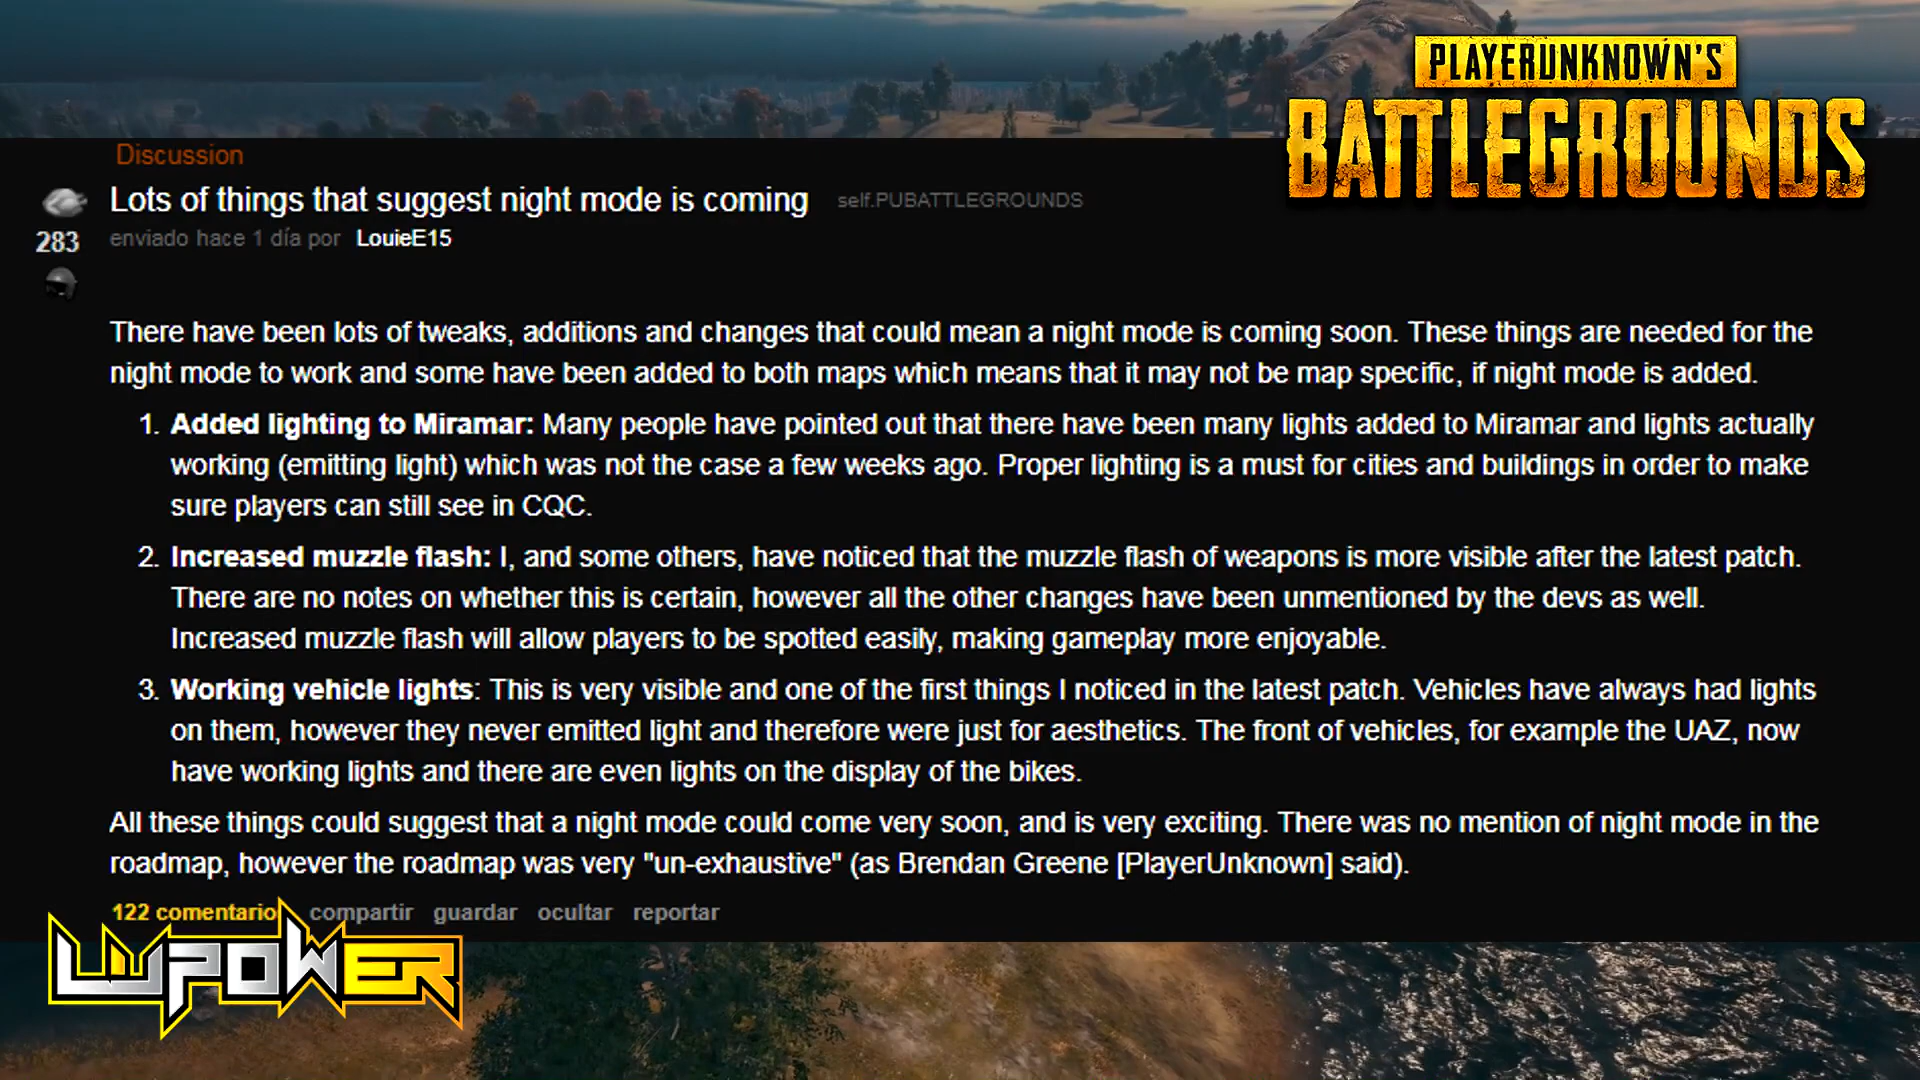 PLAYERUNKNOWN'S
BATTLEGROUNDS
Discussion
Lots of things that suggest night mode is coming self.PUBATTLEGROUNDS
283
enviado hace 1 día por LouieE15
There have been lots of tweaks, additions and changes that could mean a night mode is coming soon. These things are needed for the
night mode to work and some have been added to both maps which means that it may not be map specific, if night mode is added.
1. Added lighting to Miramar: Many people have pointed out that there have been many lights added to Miramar and lights actually
working (emitting light) which was not the case a few weeks ago. Proper lighting is a must for cities and buildings in order to make
sure players can still see in CQC.
2. Increased muzzle flash: I, and some others, have noticed that the muzzle flash of weapons is more visible after the latest patch.
There are no notes on whether this is certain, however all the other changes have been unmentioned by the devs as well.
Increased muzzle flash will allow players to be spotted easily, making gameplay more enjoyable.
3. Working vehicle lights: This is very visible and one of the first things I noticed in the latest patch. Vehicles have always had lights
on them, however they never emitted light and therefore were just for aesthetics. The front of vehicles, for example the UAZ, now
have working lights and there are even lights on the display of the bikes.
All these things could suggest that a night mode could come very soon, and is very exciting. There was no mention of night mode in the
roadmap, however the roadmap was very "un-exhaustive" (as Brendan Greene [PlayerUnknown] said).
122 comentario compartir guardar ocultar reportar
LUPOWER